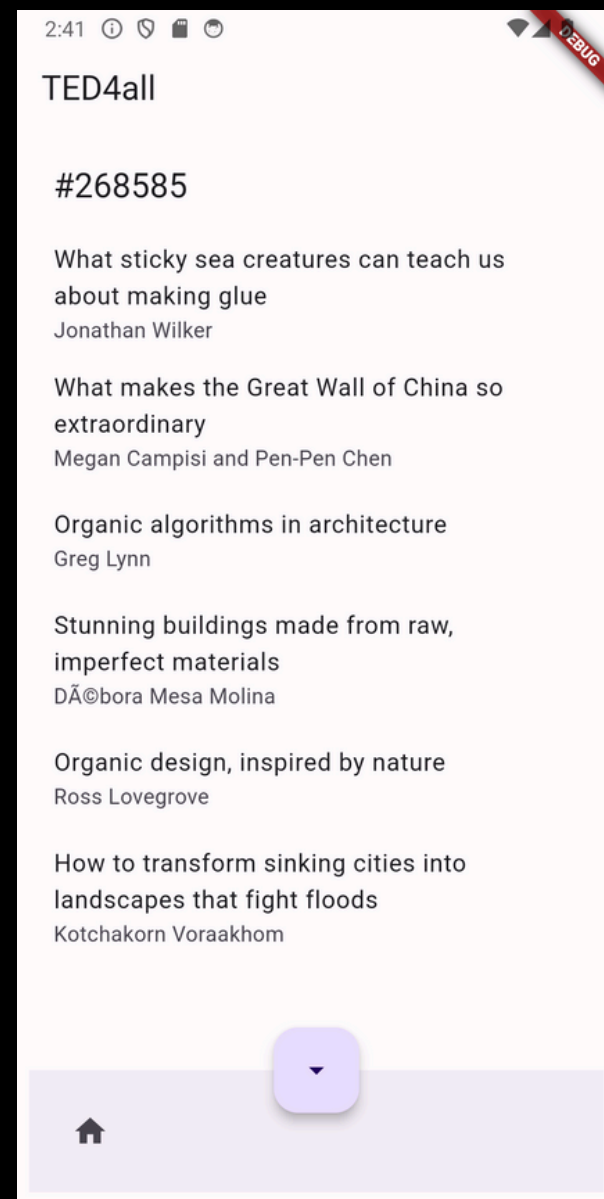 2:41
DEBUG
TED4all
#268585
What sticky sea creatures can teach us
about making glue
Jonathan Wilker
What makes the Great Wall of China so
extraordinary
Megan Campisi and Pen-Pen Chen
Organic algorithms in architecture
Greg Lynn
Stunning buildings made from raw,
imperfect materials
DÃ©bora Mesa Molina
Organic design, inspired by nature
Ross Lovegrove
How to transform sinking cities into
landscapes that fight floods
Kotchakorn Voraakhom